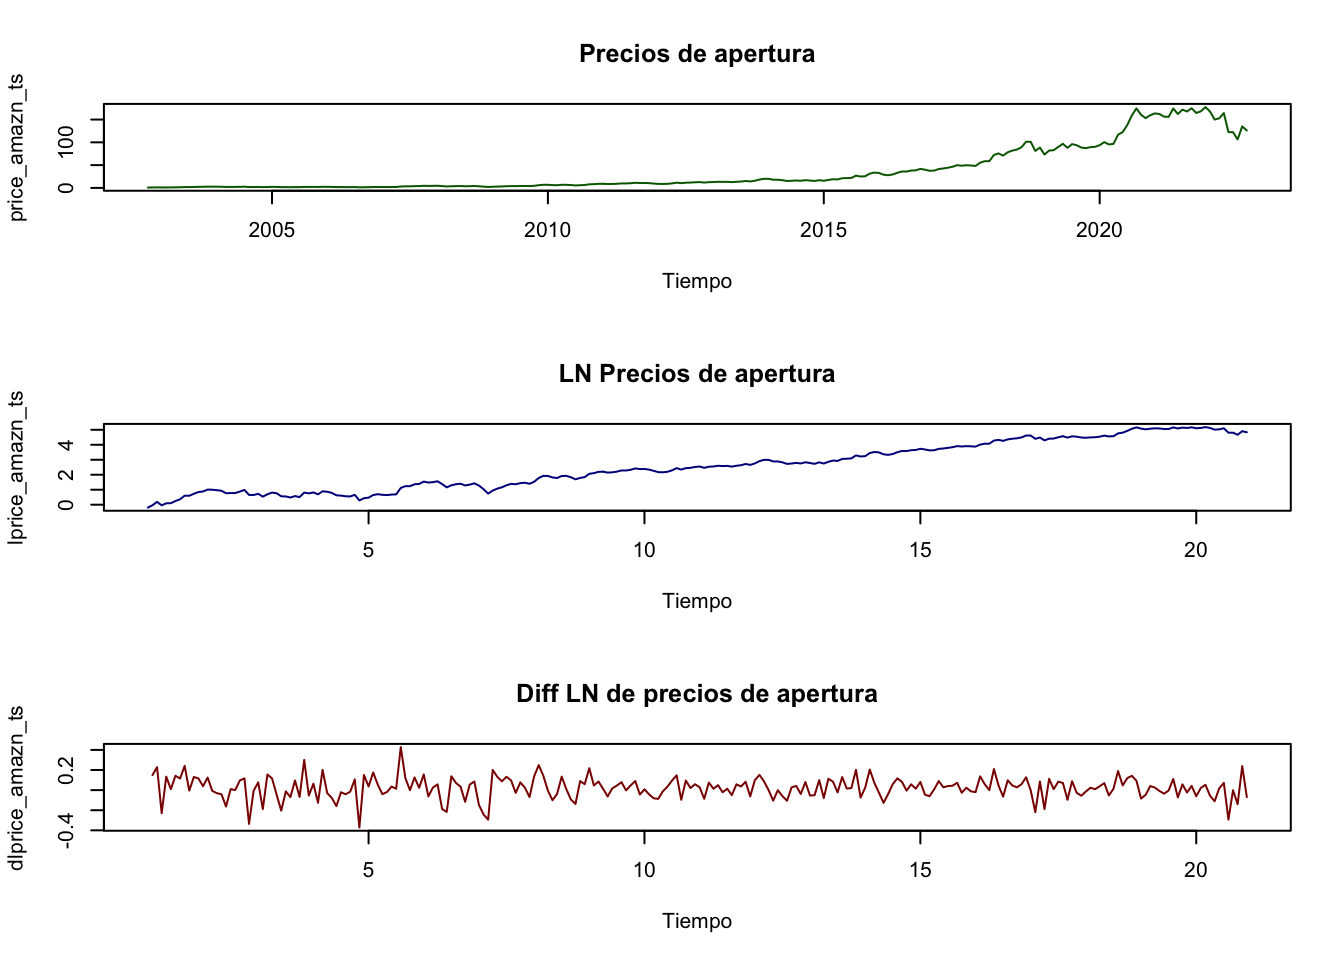 Precios de apertura
price_amazn_ts
100
0
2005 2010 2015 2020
Tiempo
LN Precios de apertura
lprice_amazn_ts
4
2
0
5 10 15 20
Tiempo
Diff LN de precios de apertura
dlprice_amazn_ts
0.2
-0.4
5 10 15 20
Tiempo